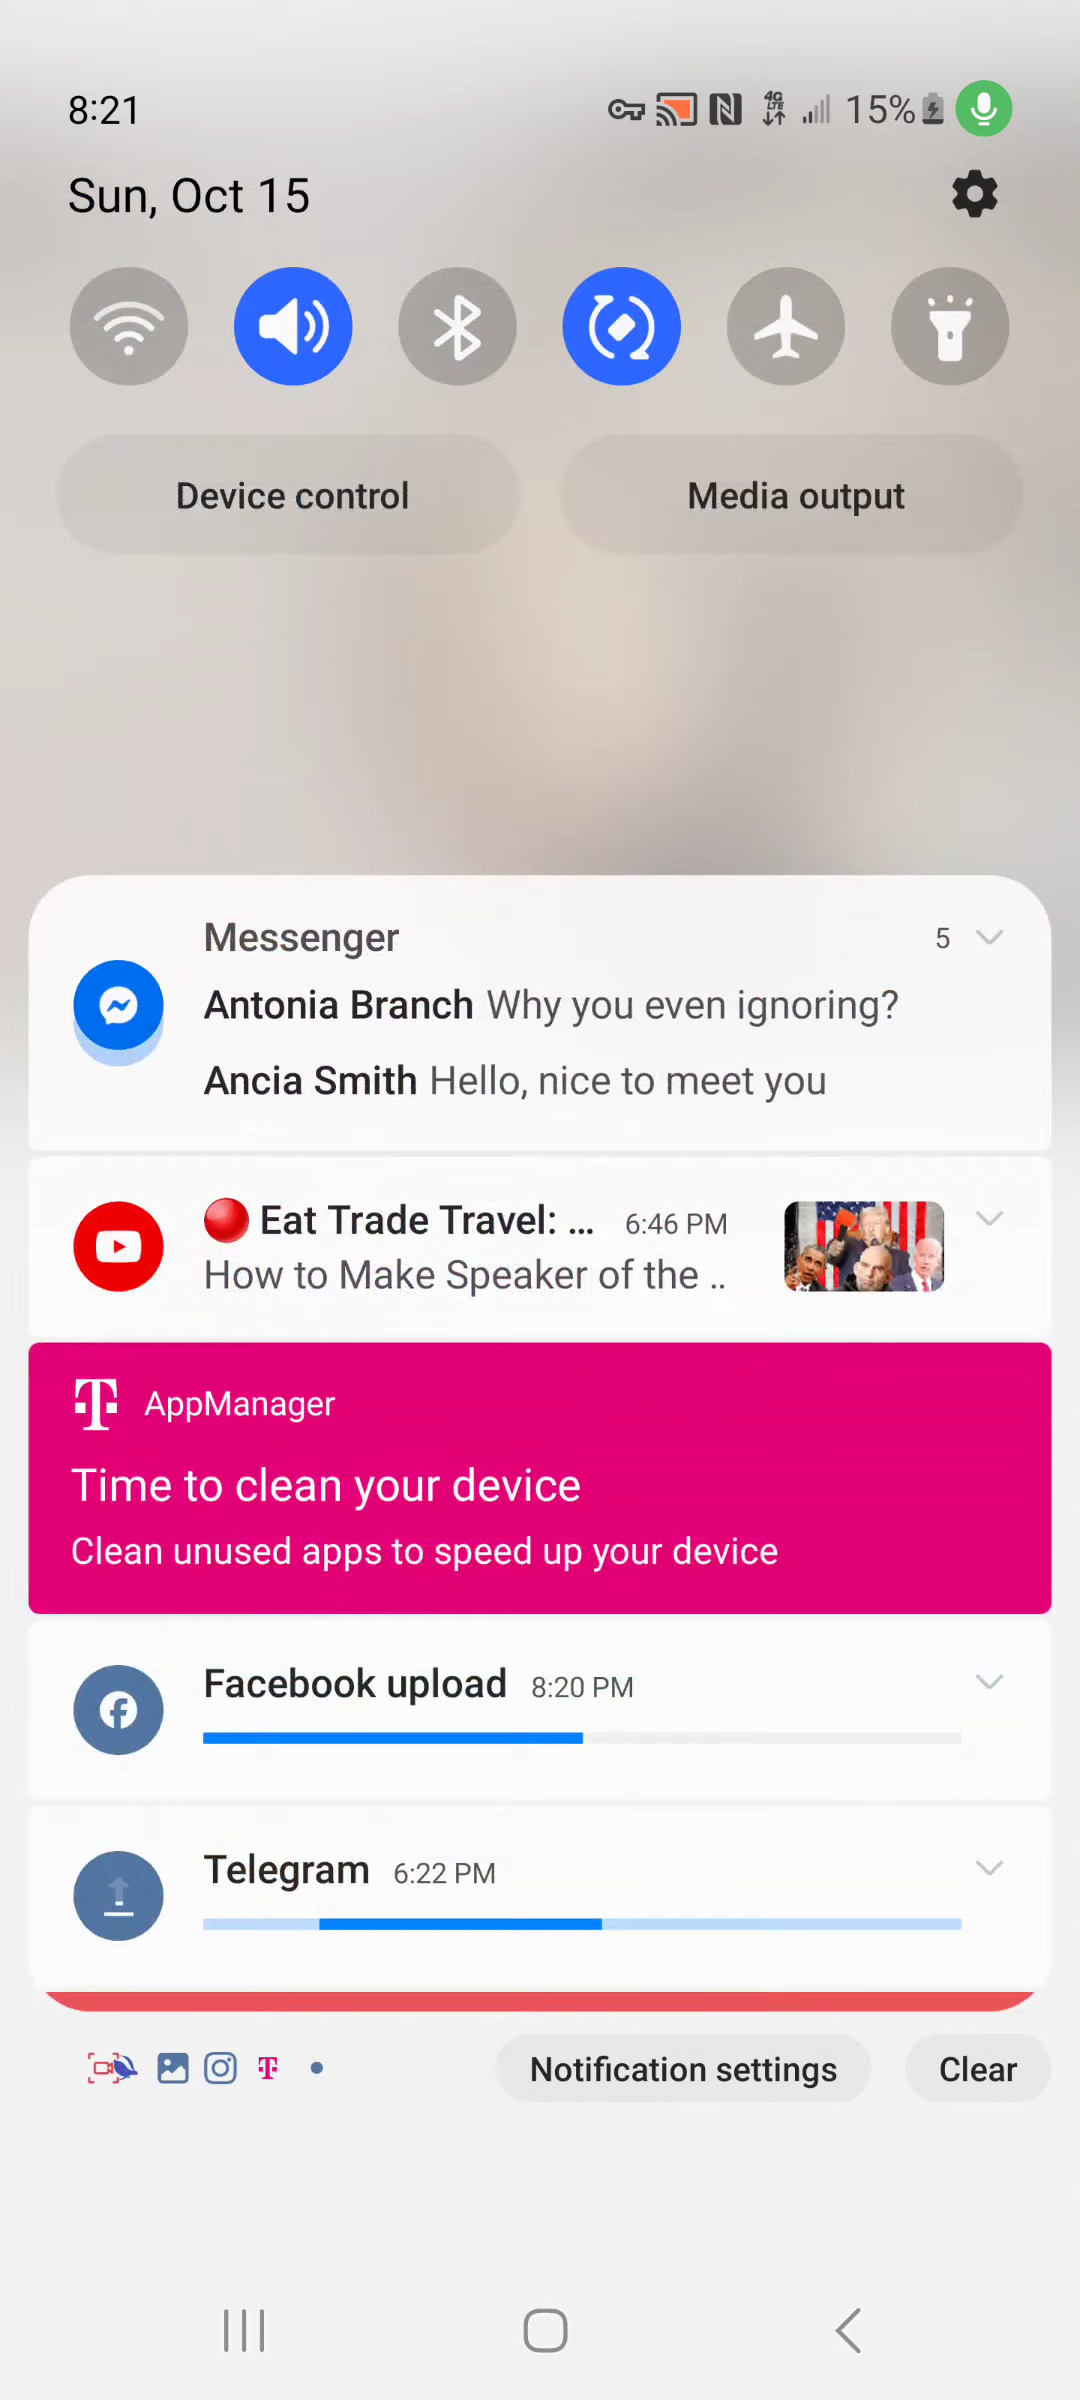 8:21
4G LTE 15%
Sun, Oct 15
Device control
Media output
Messenger 5
Antonia Branch Why you even ignoring?
Ancia Smith Hello, nice to meet you
Eat Trade Travel: ... 6:46 PM
How to Make Speaker of the ..
T AppManager
Time to clean your device
Clean unused apps to speed up your device
Facebook upload 8:20 PM
Telegram 6:22 PM
T
Notification settings
Clear